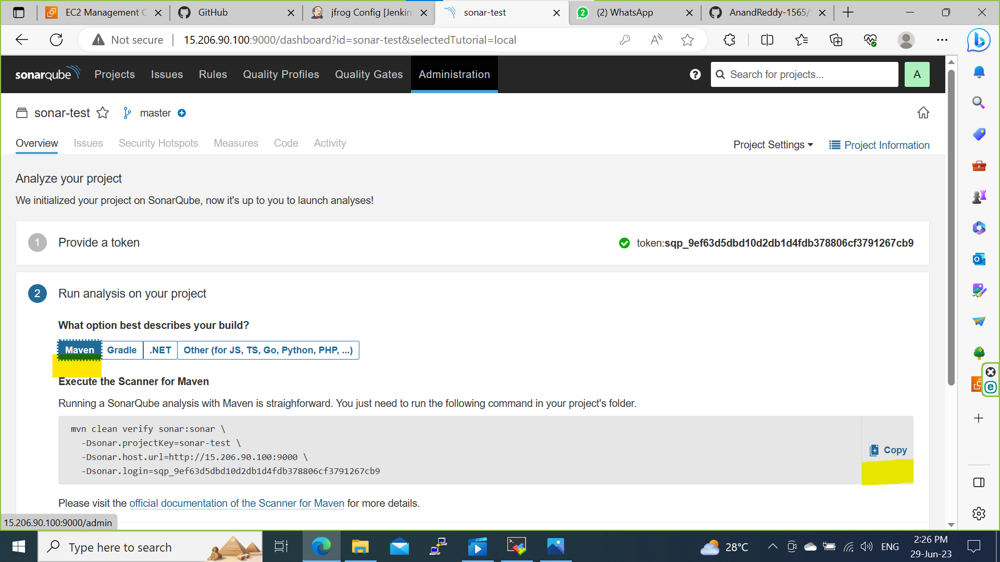 EC2 Management C
GitHub
jfrog Config [Jenkins
sonar-test
(2) WhatsApp
AnandReddy-1565/
Not secure
15.206.90.100:9000/dashboard?id=sonar-test&selectedTutorial=local
sonarqube
Projects
Issues
Rules
Quality Profiles
Quality Gates
Administration
Search for projects...
A
sonar-test
master
Overview
Issues
Security Hotspots
Measures
Code
Activity
Project Settings
Project Information
Analyze your project
We initialized your project on SonarQube, now it's up to you to launch analyses!
1
Provide a token
token:sqp_9ef63d5dbd10d2db1d4fdb378806cf3791267cb9
2
Run analysis on your project
What option best describes your build?
Maven
Gradle
.NET
Other (for JS, TS, Go, Python, PHP, ...)
Execute the Scanner for Maven
Running a SonarQube analysis with Maven is straighforward. You just need to run the following command in your project's folder.
mvn clean verify sonar:sonar \
-Dsonar.projectKey=sonar-test \
-Dsonar.host.url=http://15.206.90.100:9000 \
-Dsonar.login=sqp_9ef63d5dbd10d2db1d4fdb378806cf3791267cb9
Copy
Please visit the official documentation of the Scanner for Maven for more details.
15.206.90.100:9000/admin
Type here to search
28°C
ENG
2:26 PM
29-Jun-23